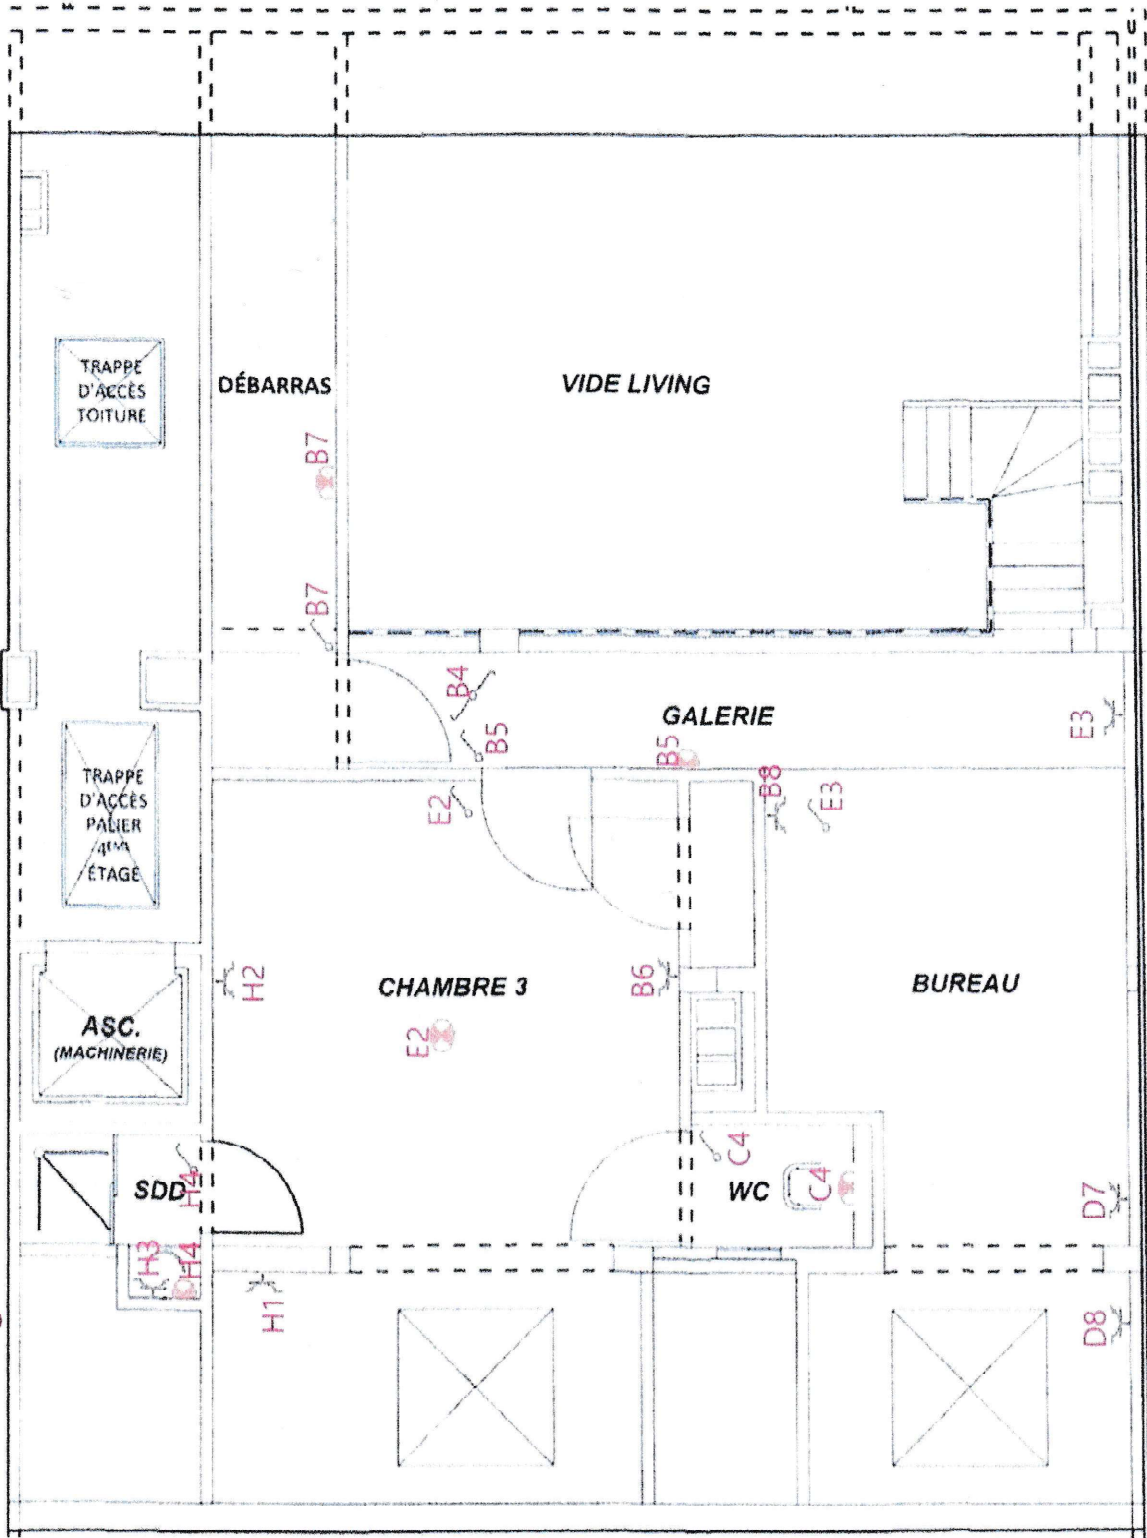 TRAPPE
D'ACCÈS
TOITURE
DÉBARRAS
VIDE LIVING
B7
B7
B4
B5
GALERIE
B5
E3
TRAPPE
D'ACCÈS
PALIER
ÉTAGE
E2
B8
E3
H2
CHAMBRE 3
B6
BUREAU
ASC.
(MACHINERIE)
E2
C4
SDD
H4
WC
C4
D7
H3
H4
H1
D8